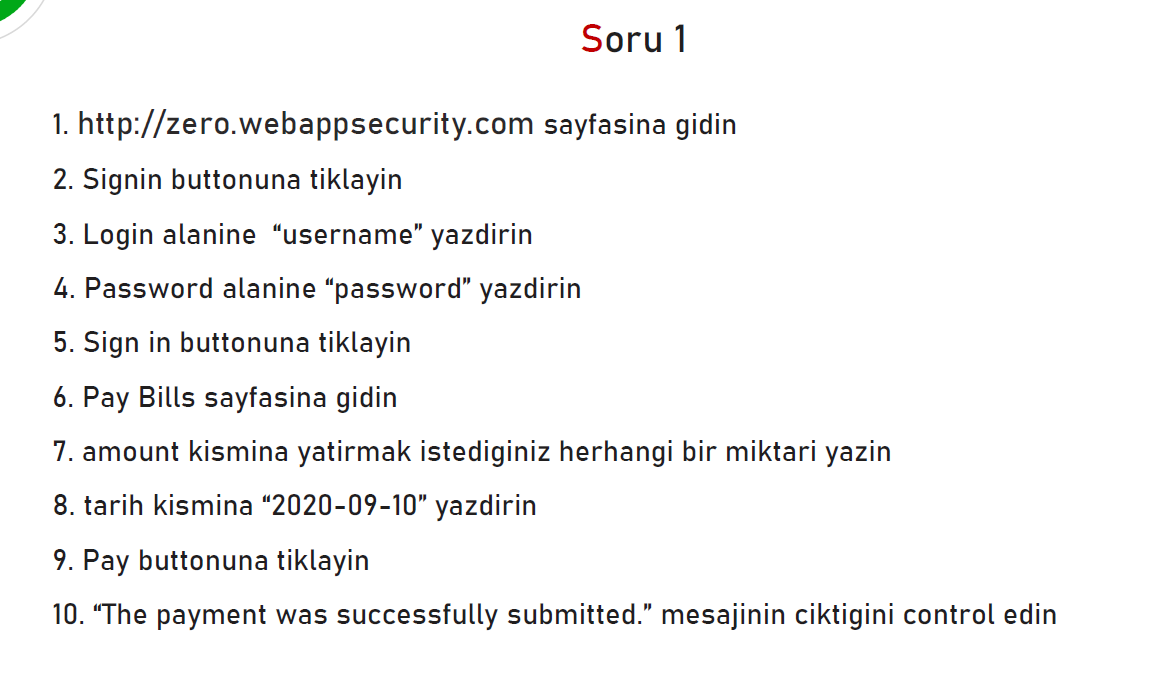 Soru 1
1. http://zero.webappsecurity.com sayfasina gidin
2. Signin buttonuna tiklayin
3. Login alanine “username” yazdirin
4. Password alanine “password” yazdirin
5. Sign in buttonuna tiklayin
6. Pay Bills sayfasina gidin
7. amount kismina yatirmak istediginiz herhangi bir miktari yazin
8. tarih kismina “2020-09-10” yazdirin
9. Pay buttonuna tiklayin
10. “The payment was successfully submitted.” mesajinin ciktigini control edin